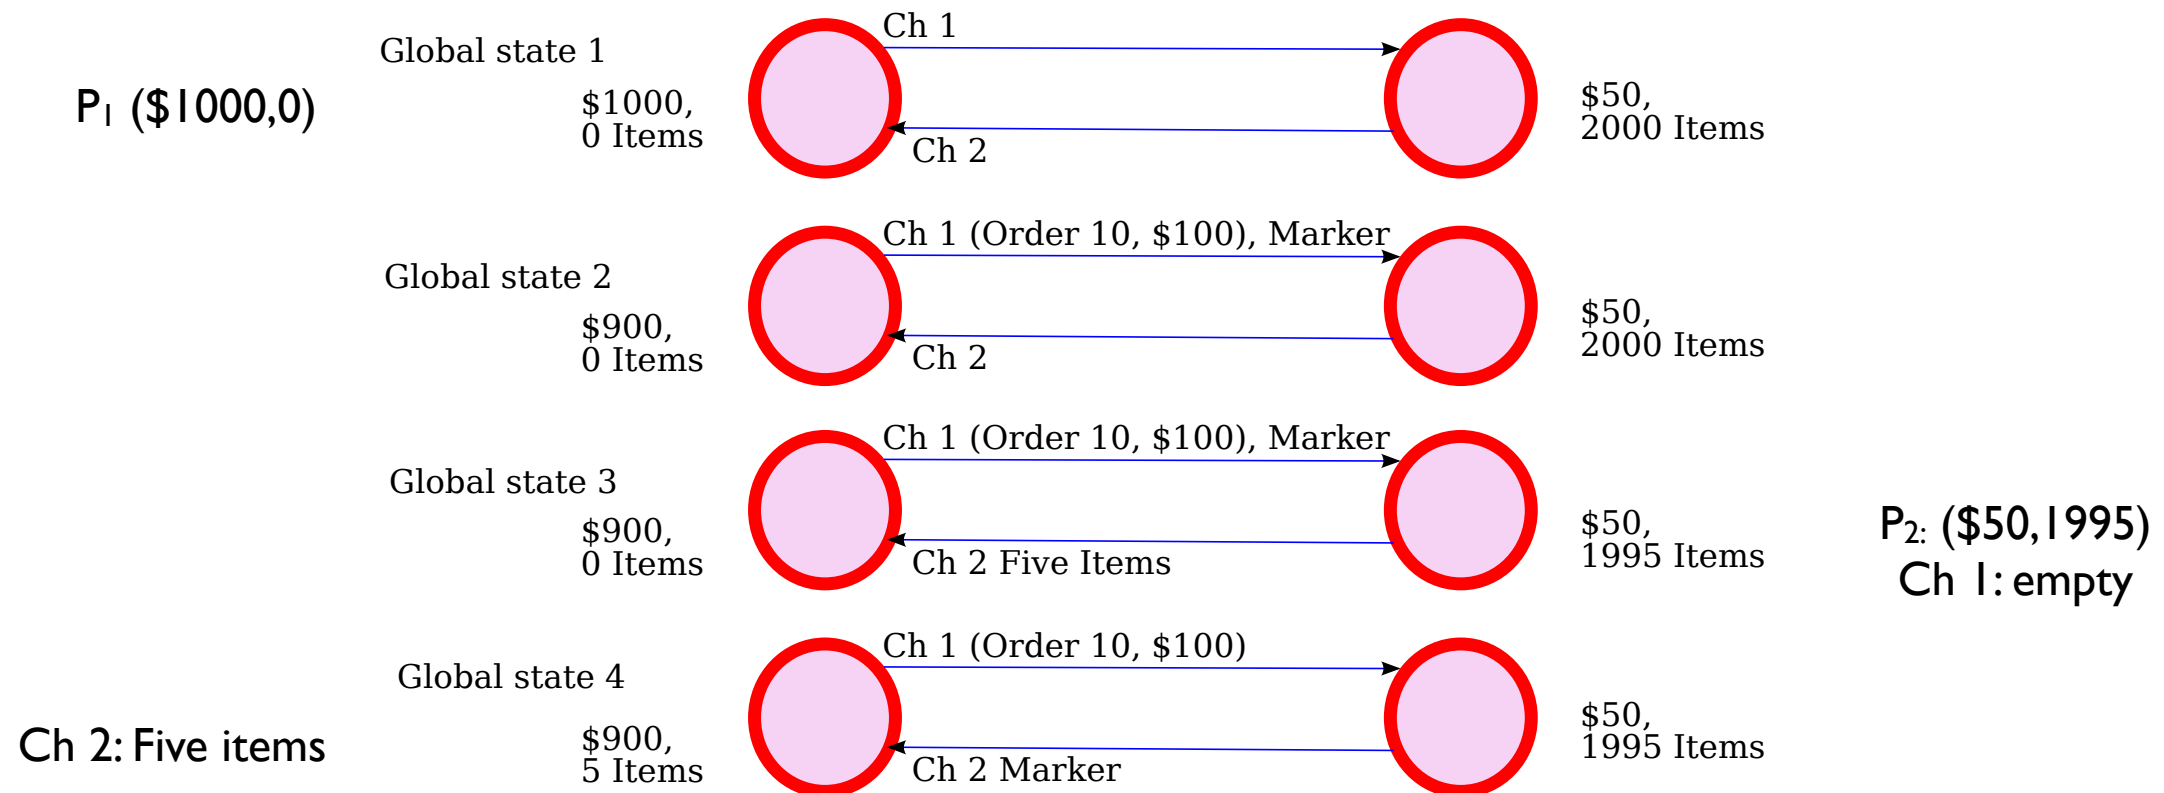 Ch 1
Global state 1
P1 ($1000,0)
$1000,
0 Items
$50,
2000 Items
Ch 2
Ch 1 (Order 10, $100), Marker
Global state 2
$900,
0 Items
$50,
2000 Items
Ch 2
Ch 1 (Order 10, $100), Marker
Global state 3
$900,
0 Items
$50,
1995 Items
P2: ($50,1995)
Ch 1: empty
Ch 2 Five Items
Ch 1 (Order 10, $100)
Global state 4
Ch 2: Five items
$900,
5 Items
$50,
1995 Items
Ch 2 Marker